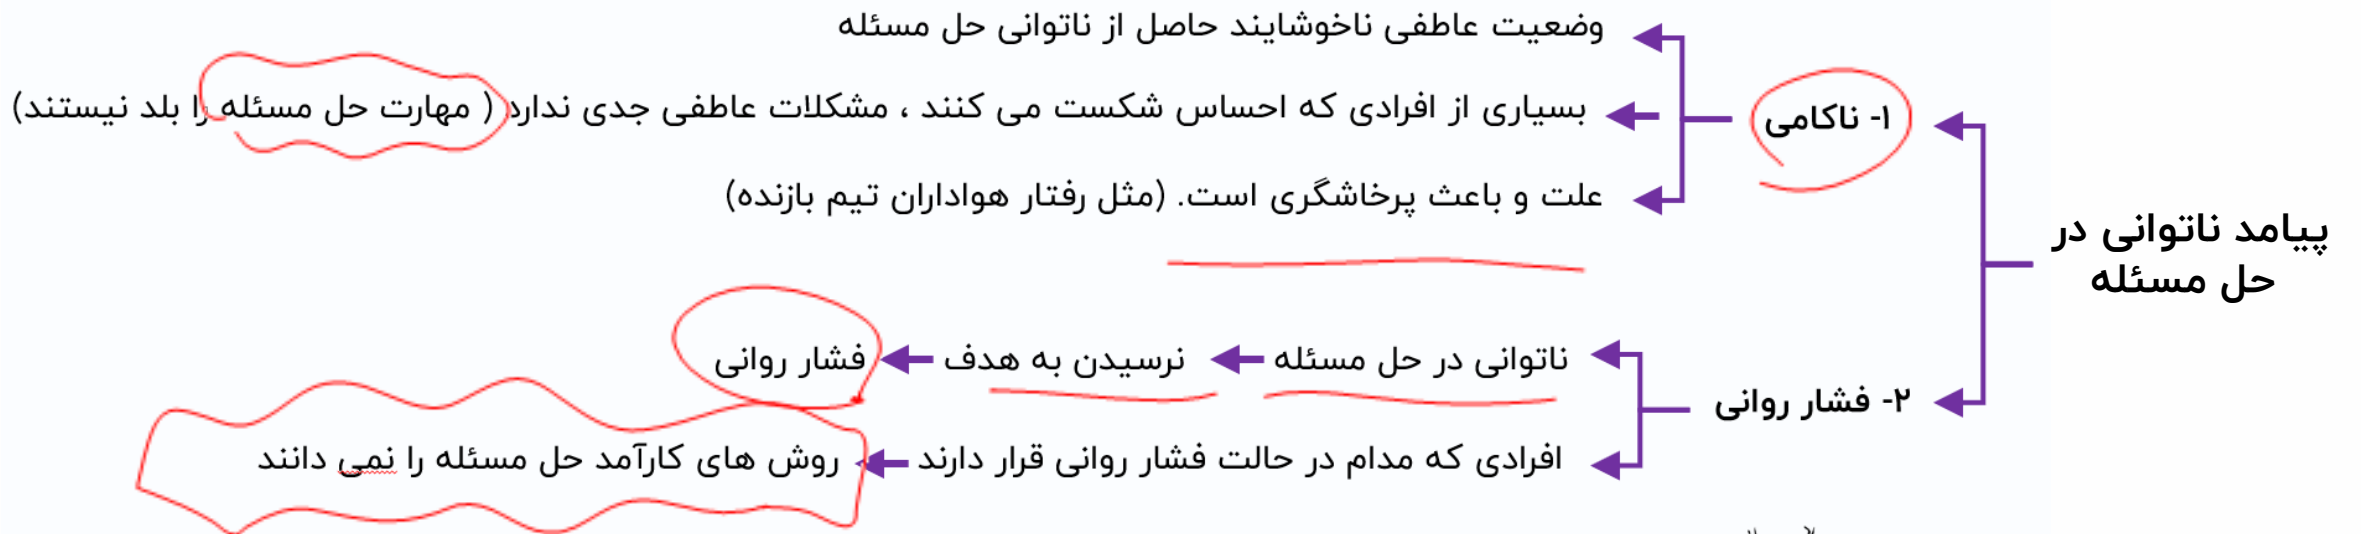 پیامد ناتوانی در
حل مسئله
۱- ناکامی
وضعیت عاطفی ناخوشایند حاصل از ناتوانی حل مسئله
بسیاری از افرادی که احساس شکست می کنند ، مشکلات عاطفی جدی ندارد ( مهارت حل مسئله را بلد نیستند)
علت و باعث پرخاشگری است. (مثل رفتار هواداران تیم بازنده)
۲- فشار روانی
ناتوانی در حل مسئله ← نرسیدن به هدف ← فشار روانی
افرادی که مدام در حالت فشار روانی قرار دارند ← روش های کارآمد حل مسئله را نمی دانند